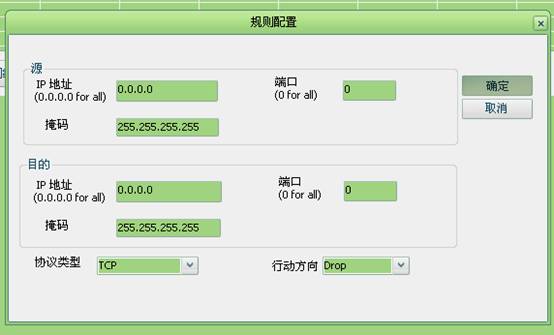 规则配置
源
IP 地址
(0.0.0.0 for all)
0.0.0.0
端口
(0 for all)
0
确定
取消
掩码
255.255.255.255
目的
IP 地址
(0.0.0.0 for all)
0.0.0.0
端口
(0 for all)
0
掩码
255.255.255.255
协议类型
TCP
行动方向
Drop